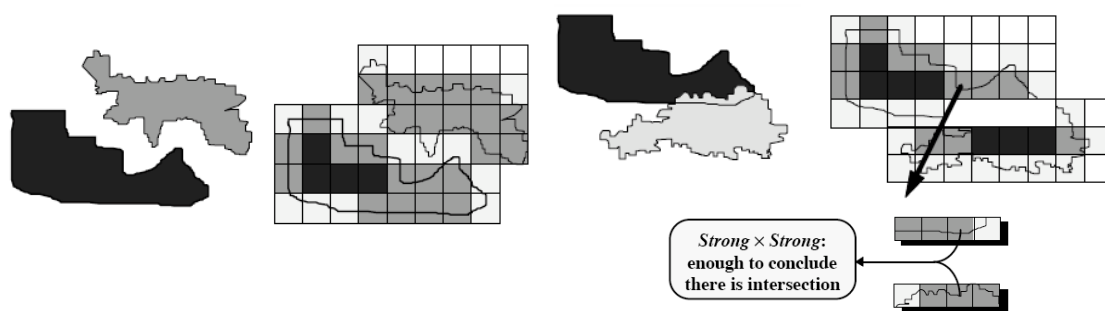 Strong × Strong:
enough to conclude
there is intersection